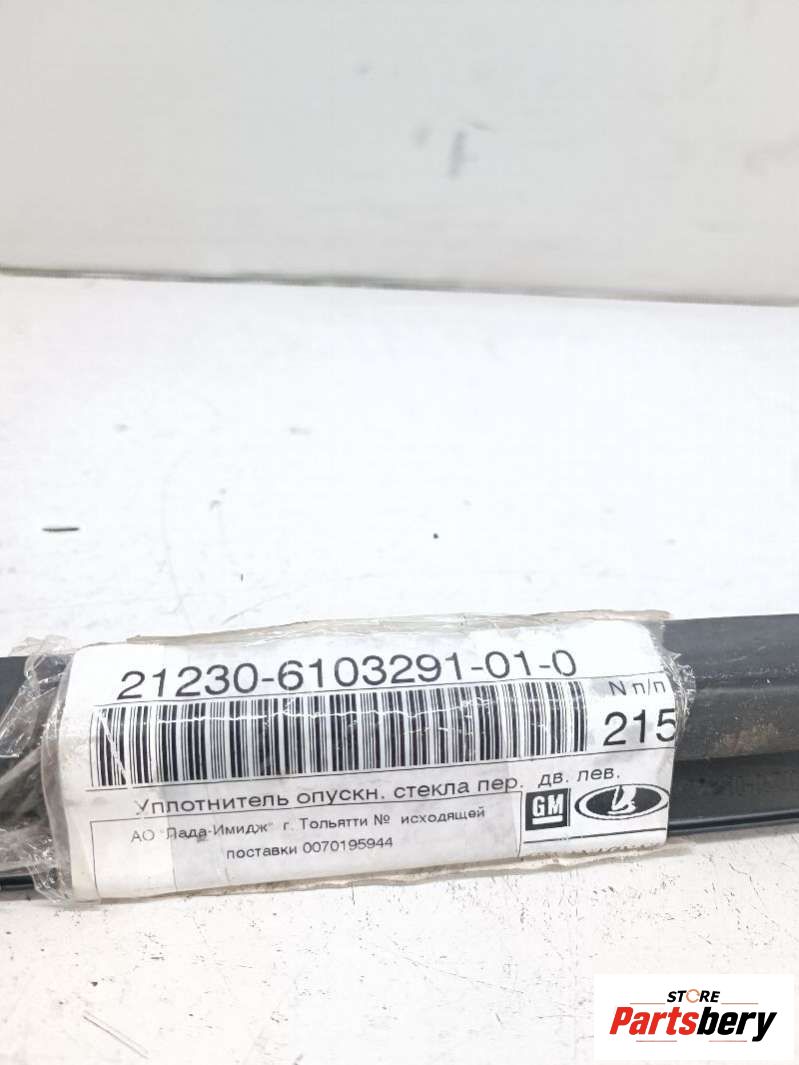 21230-6103291-01-0
N п/п
215
Уплотнитель опускн. стекла пер. дв. лев.
АО "Лада-Имидж" г. Тольятти № исходящей
поставки 0070195944
GM
STORE
Partsbery